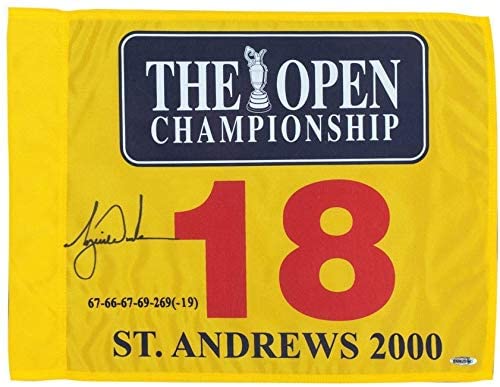 THE OPEN
CHAMPIONSHIP
18
67-66-67-69-269(-19)
ST. ANDREWS 2000